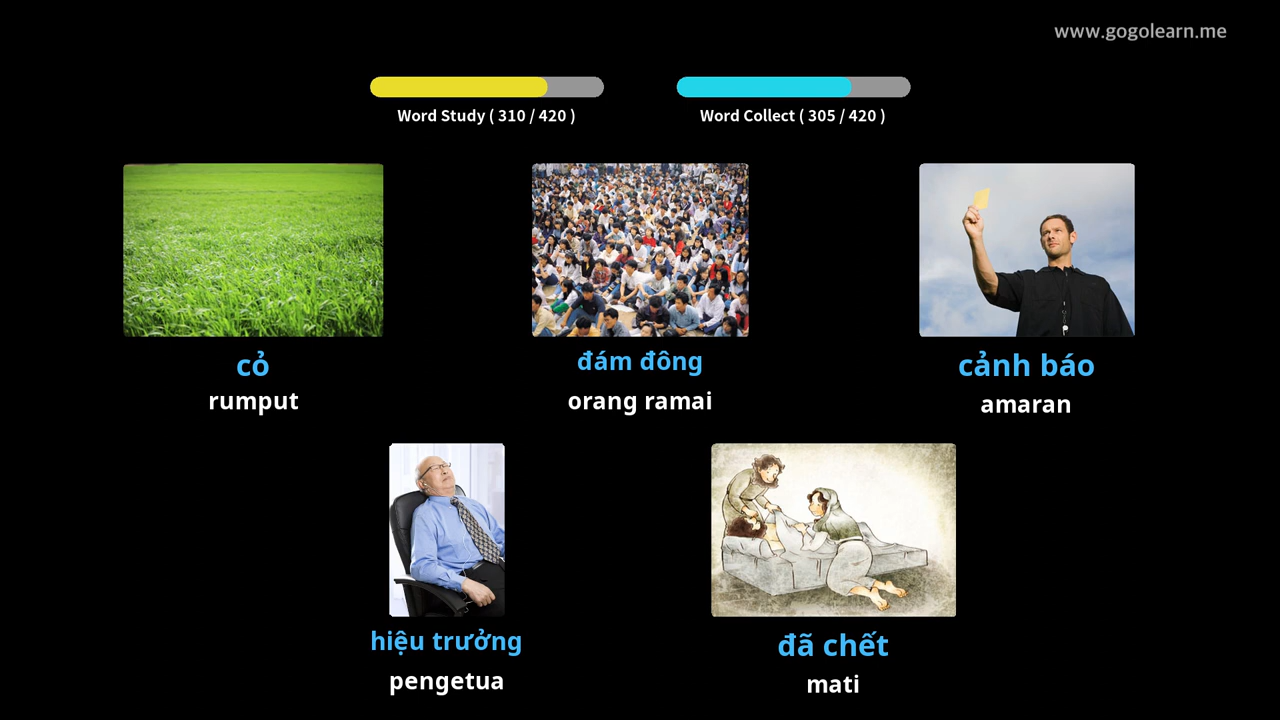 www.gogolearn.me
Word Study ( 310 / 420 )
Word Collect ( 305 / 420 )
cỏ
rumput
đám đông
orang ramai
cảnh báo
amaran
hiệu trưởng
pengetua
đã chết
mati